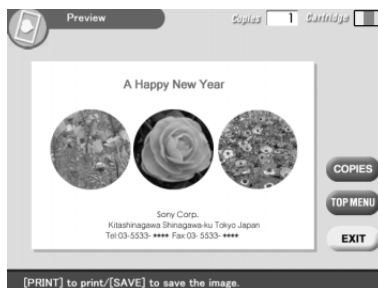 Preview
Copies 1 Cartridge
A Happy New Year
Sony Corp.
Kitashinagawa Shinagawa-ku Tokyo Japan
Tel:03-5533- **** Fax:03- 5533- ****
COPIES
TOP MENU
EXIT
[PRINT] to print/[SAVE] to save the image.